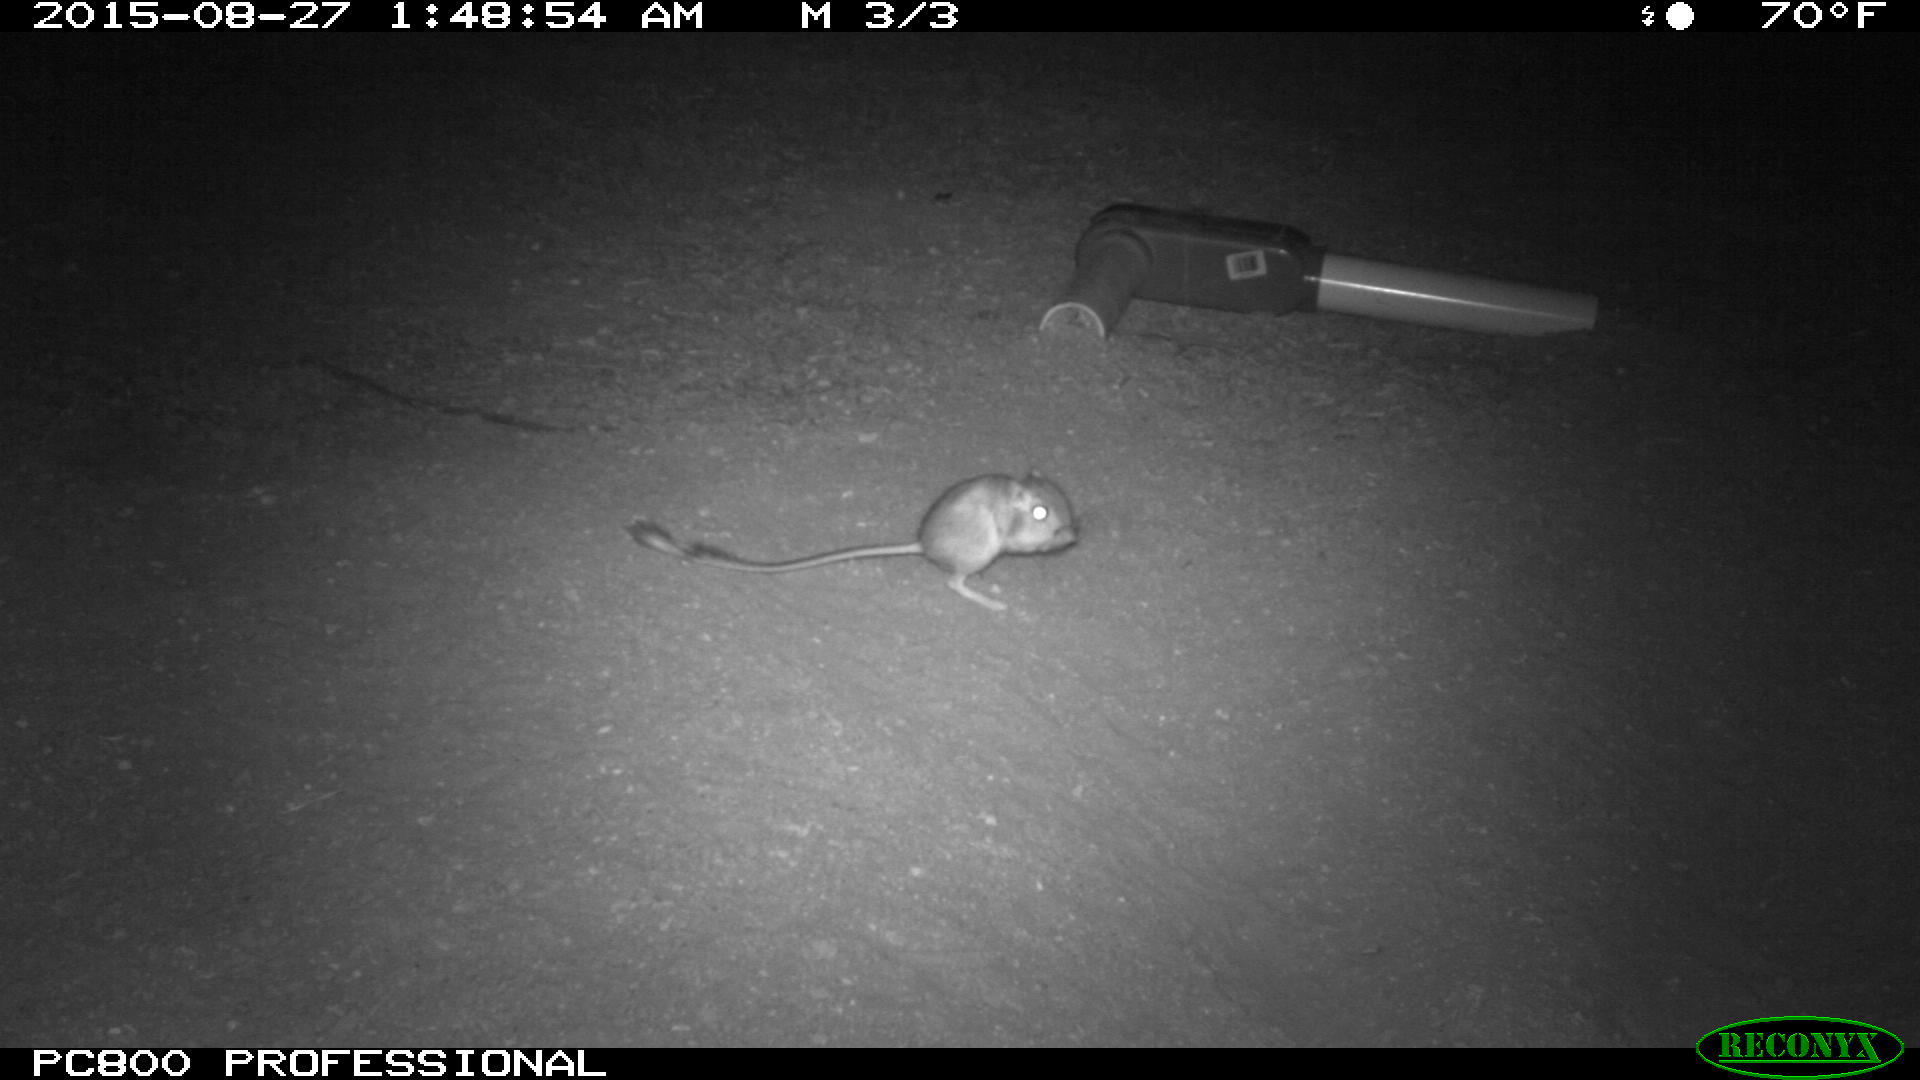 2015-08-27 1:48:54 AM M 3/3 70°F
PC800 PROFESSIONAL
RECONYX